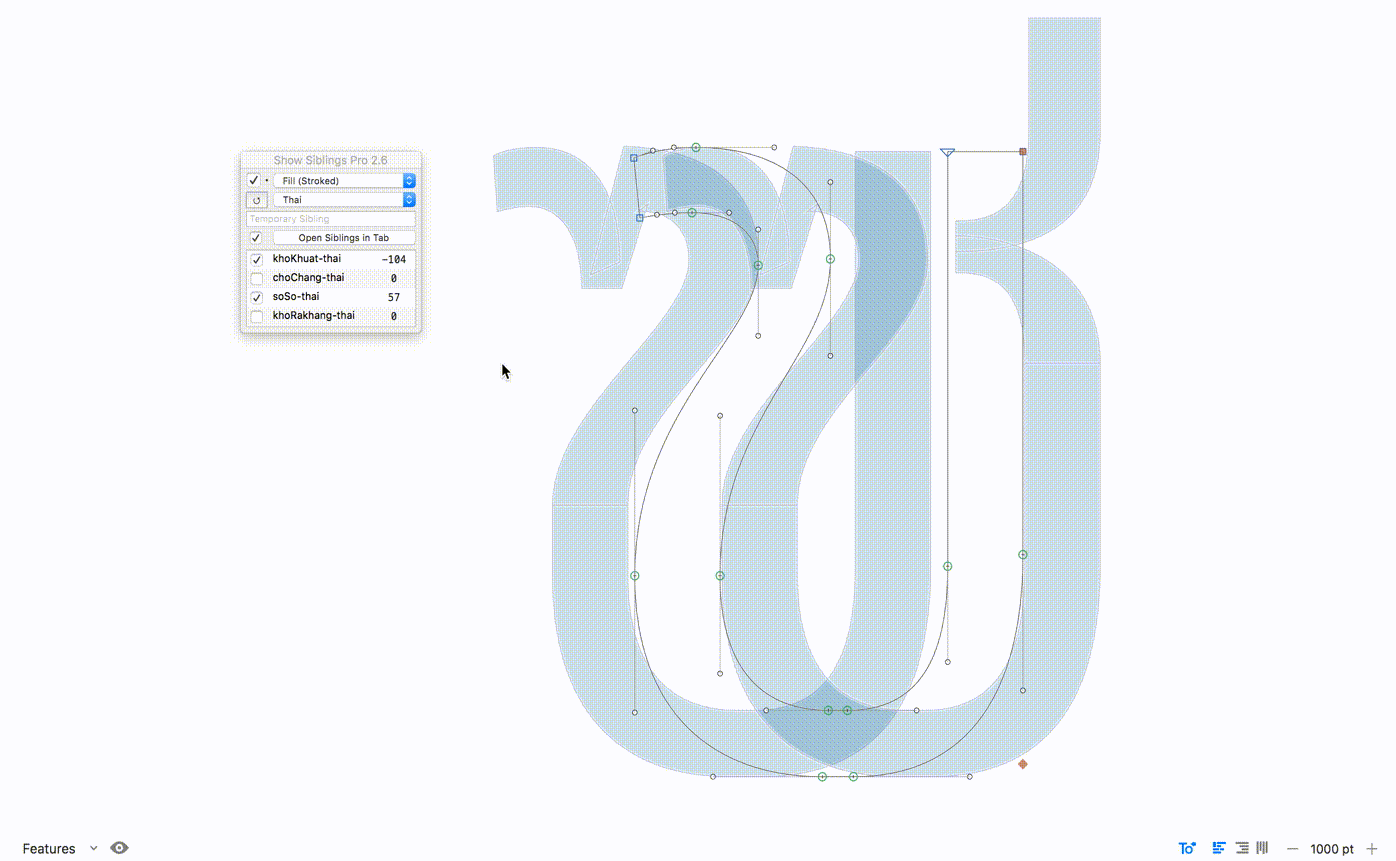 Show Siblings Pro 2.6
Fill (Stroked)
Thai
Temporary Sibling
Open Siblings in Tab
khoKhuat-thai -104
choChang-thai 0
soSo-thai 57
khoRakhang-thai 0
Features
1000 pt